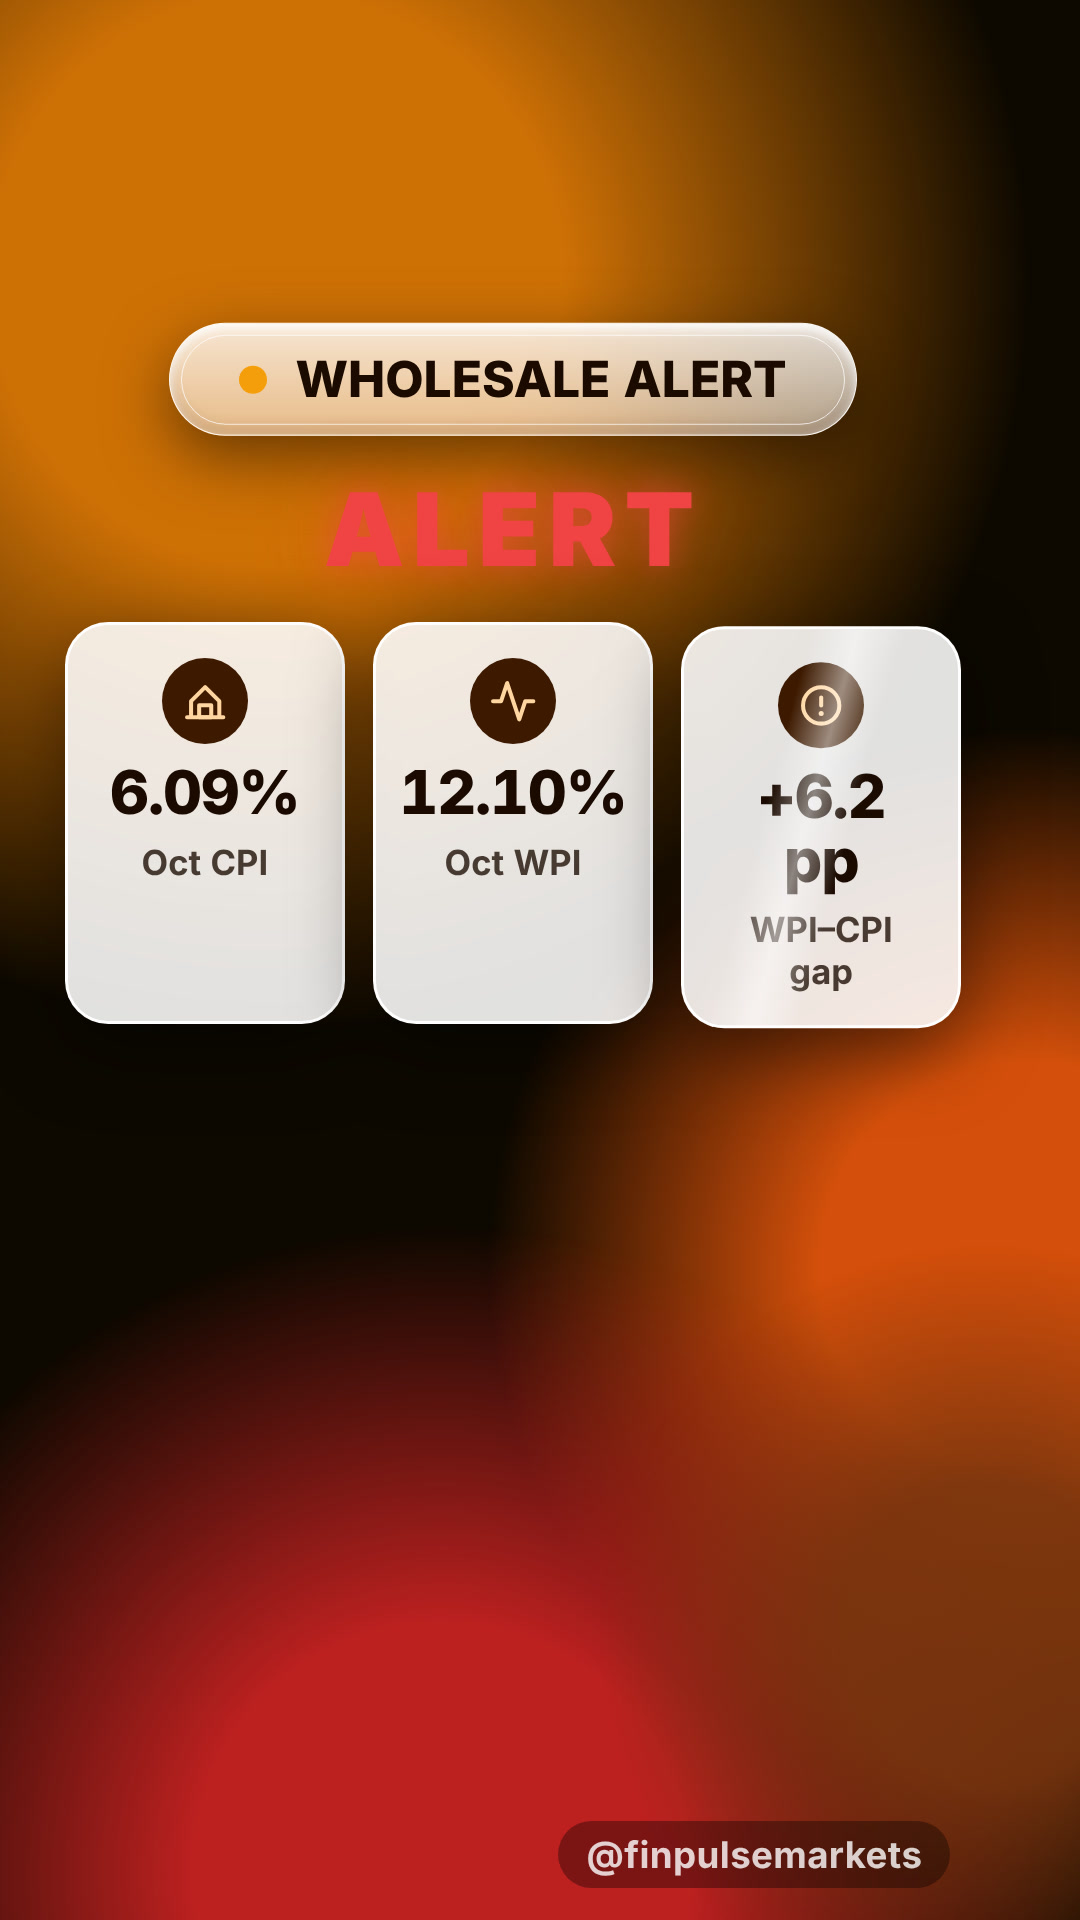 WHOLESALE ALERT
ALERT
6.09%
Oct CPI
12.10%
Oct WPI
+6.2
pp
WPI–CPI
gap
@finpulsemarkets